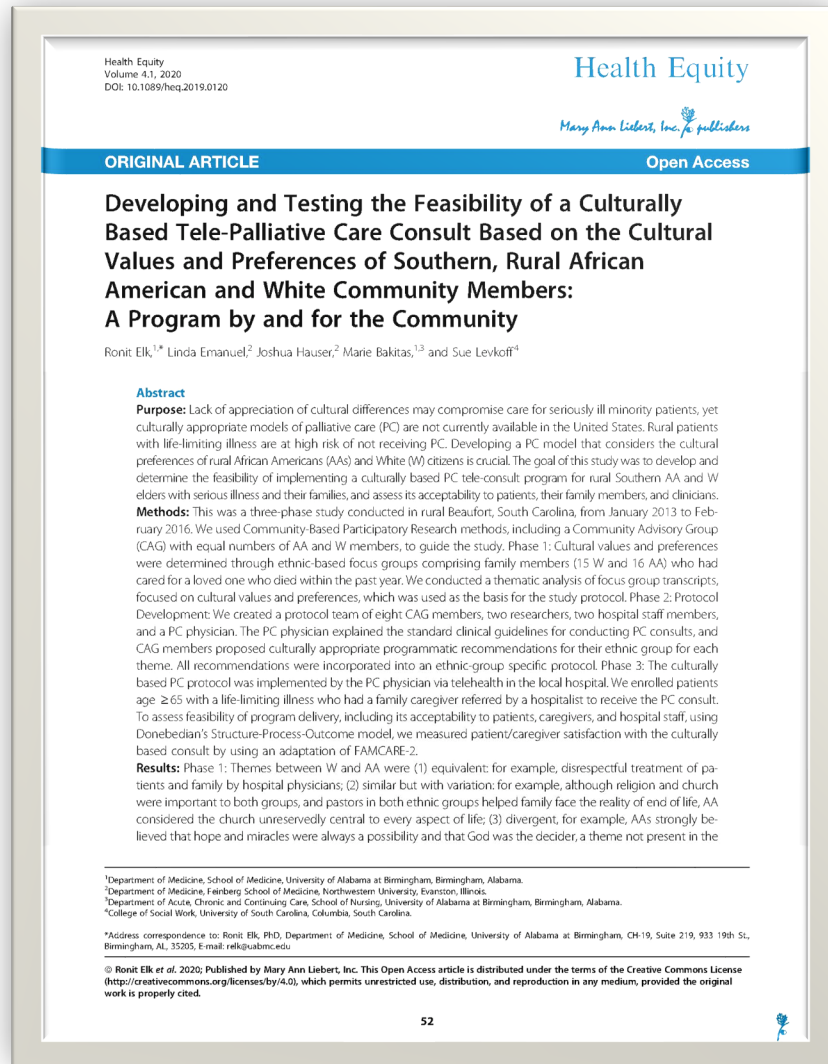 Health Equity
Volume 4.1, 2020
DOI: 10.1089/heq.2019.0120
Health Equity
Mary Ann Liebert, Inc. publishers
ORIGINAL ARTICLE
Open Access
Developing and Testing the Feasibility of a Culturally
Based Tele-Palliative Care Consult Based on the Cultural
Values and Preferences of Southern, Rural African
American and White Community Members:
A Program by and for the Community
Ronit Elk,1,* Linda Emanuel,2 Joshua Hauser,2 Marie Bakitas,1,3 and Sue Levkoff4
Abstract
Purpose: Lack of appreciation of cultural differences may compromise care for seriously ill minority patients, yet
culturally appropriate models of palliative care (PC) are not currently available in the United States. Rural patients
with life-limiting illness are at high risk of not receiving PC. Developing a PC model that considers the cultural
preferences of rural African Americans (AAs) and White (W) citizens is crucial. The goal of this study was to develop and
determine the feasibility of implementing a culturally based PC tele-consult program for rural Southern AA and W
elders with serious illness and their families, and assess its acceptability to patients, their family members, and clinicians.
Methods: This was a three-phase study conducted in rural Beaufort, South Carolina, from January 2013 to Feb-
ruary 2016. We used Community-Based Participatory Research methods, including a Community Advisory Group
(CAG) with equal numbers of AA and W members, to guide the study. Phase 1: Cultural values and preferences
were determined through ethnic-based focus groups comprising family members (15 W and 16 AA) who had
cared for a loved one who died within the past year. We conducted a thematic analysis of focus group transcripts,
focused on cultural values and preferences, which was used as the basis for the study protocol. Phase 2: Protocol
Development: We created a protocol team of eight CAG members, two researchers, two hospital staff members,
and a PC physician. The PC physician explained the standard clinical guidelines for conducting PC consults, and
CAG members proposed culturally appropriate programmatic recommendations for their ethnic group for each
theme. All recommendations were incorporated into an ethnic-group specific protocol. Phase 3: The culturally
based PC protocol was implemented by the PC physician via telehealth in the local hospital. We enrolled patients
age ≥65 with a life-limiting illness who had a family caregiver referred by a hospitalist to receive the PC consult.
To assess feasibility of program delivery, including its acceptability to patients, caregivers, and hospital staff, using
Donebedian's Structure-Process-Outcome model, we measured patient/caregiver satisfaction with the culturally
based consult by using an adaptation of FAMCARE-2.
Results: Phase 1: Themes between W and AA were (1) equivalent: for example, disrespectful treatment of pa-
tients and family by hospital physicians; (2) similar but with variation: for example, although religion and church
were important to both groups, and pastors in both ethnic groups helped family face the reality of end of life, AA
considered the church unreservedly central to every aspect of life; (3) divergent, for example, AAs strongly be-
lieved that hope and miracles were always a possibility and that God was the decider, a theme not present in the
1Department of Medicine, School of Medicine, University of Alabama at Birmingham, Birmingham, Alabama.
2Department of Medicine, Feinberg School of Medicine, Northwestern University, Evanston, Illinois.
3Department of Acute, Chronic and Continuing Care, School of Nursing, University of Alabama at Birmingham, Birmingham, Alabama.
4College of Social Work, University of South Carolina, Columbia, South Carolina.
*Address correspondence to: Ronit Elk, PhD, Department of Medicine, School of Medicine, University of Alabama at Birmingham, CH-19, Suite 219, 933 19th St.,
Birmingham, AL, 35205, E-mail: relk@uabmc.edu
© Ronit Elk et al. 2020; Published by Mary Ann Liebert, Inc. This Open Access article is distributed under the terms of the Creative Commons License
(http://creativecommons.org/licenses/by/4.0), which permits unrestricted use, distribution, and reproduction in any medium, provided the original
work is properly cited.
52